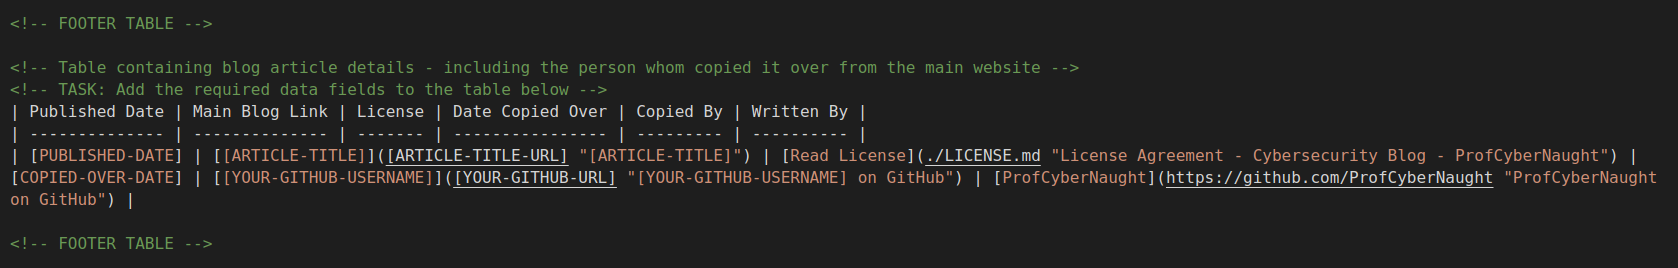 <!-- FOOTER TABLE -->
<!-- Table containing blog article details - including the person whom copied it over from the main website -->
<!-- TASK: Add the required data fields to the table below -->
| Published Date | Main Blog Link | License | Date Copied Over | Copied By | Written By |
| -------------- | -------------- | ------- | ---------------- | --------- | ---------- |
| [PUBLISHED-DATE] | [[ARTICLE-TITLE]]([ARTICLE-TITLE-URL] "[ARTICLE-TITLE]") | [Read License](./LICENSE.md "License Agreement - Cybersecurity Blog - ProfCyberNaught") |
[COPIED-OVER-DATE] | [[YOUR-GITHUB-USERNAME]]([YOUR-GITHUB-URL] "[YOUR-GITHUB-USERNAME] on GitHub") | [ProfCyberNaught](https://github.com/ProfCyberNaught "ProfCyberNaught
on GitHub") |
<!-- FOOTER TABLE -->